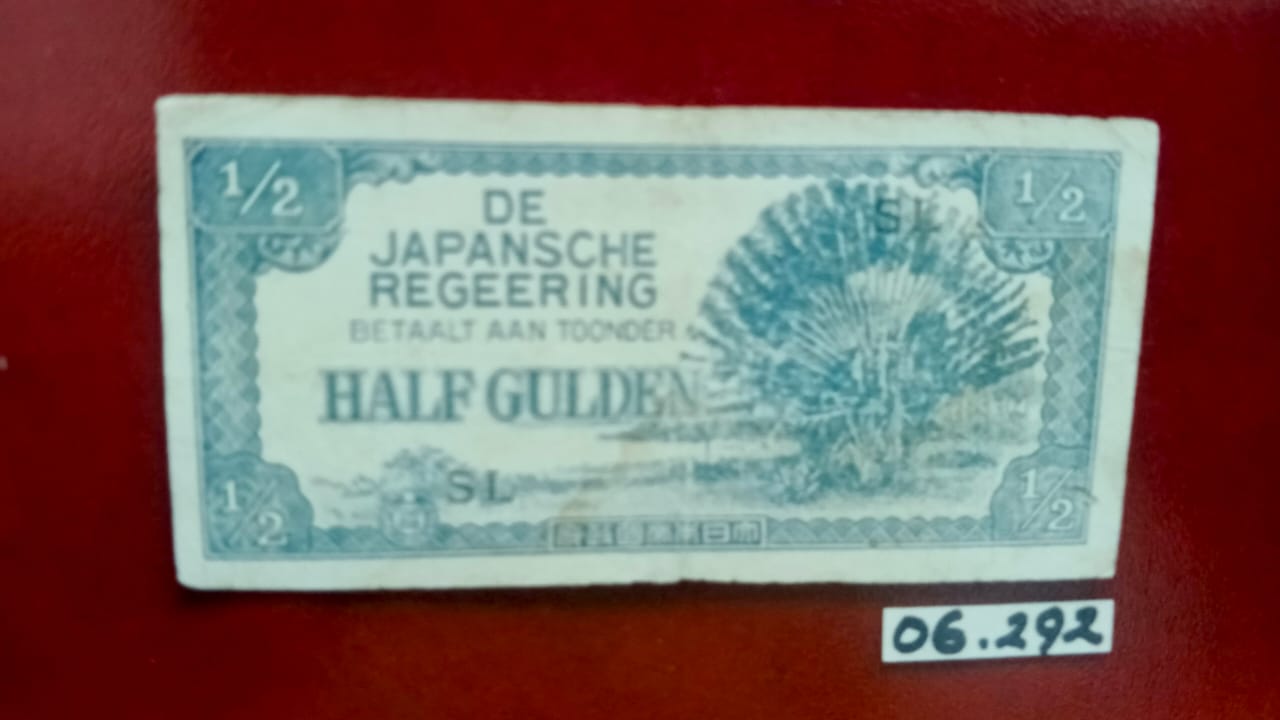 1/2
1/2
SL
DE
JAPANSCHE
REGEERING
BETAALT AAN TOONDER
HALF GULDEN
SL
1/2
1/2
06.292